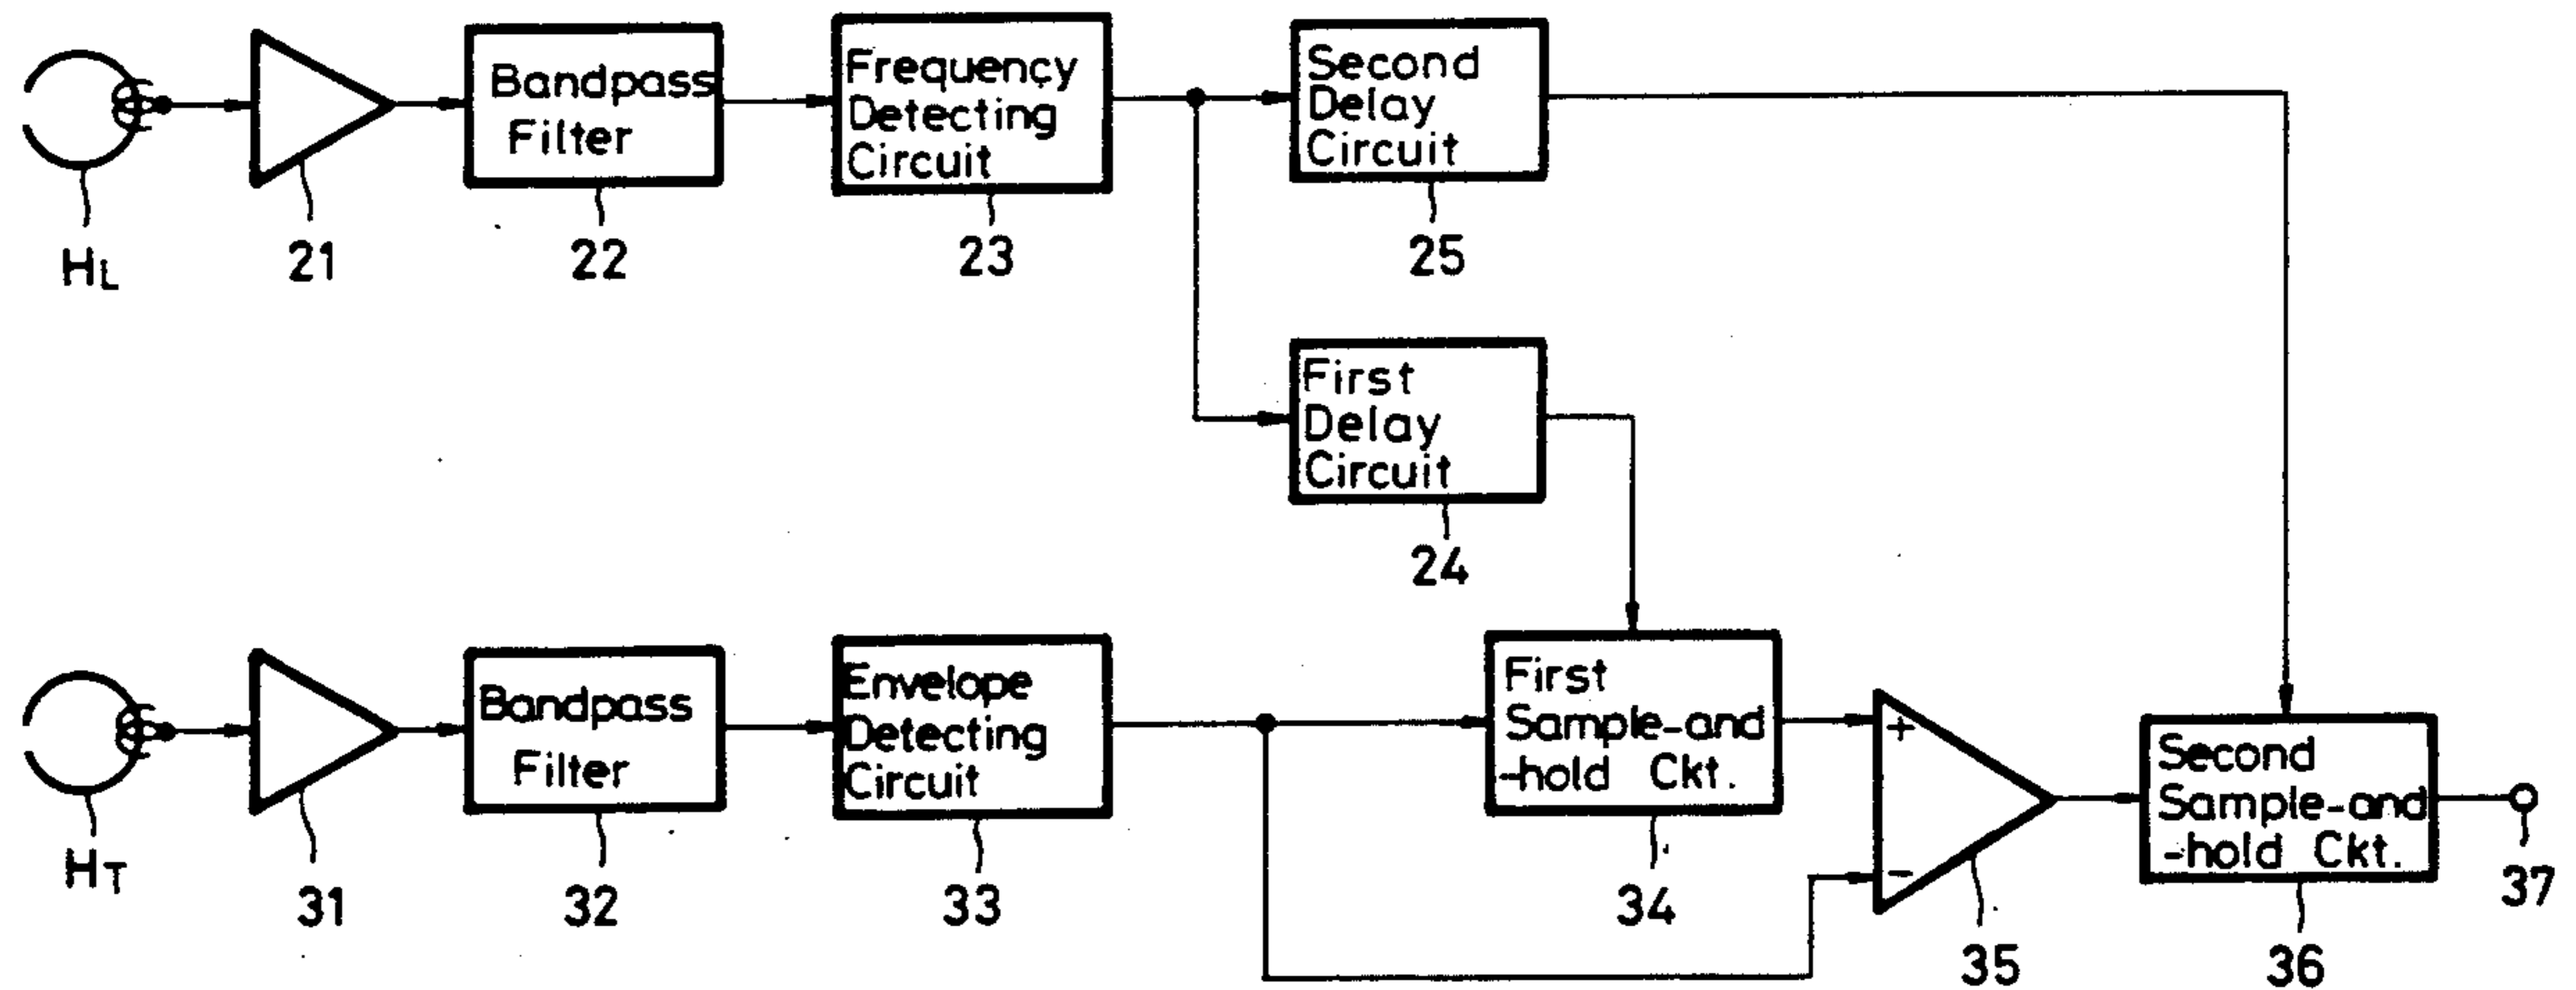 Bandpass
Filter
Frequency
Detecting
Circuit
Second
Delay
Circuit
HL
21
22
23
25
First
Delay
Circuit
24
Bandpass
Filter
Envelope
Detecting
Circuit
First
Sample-and
-hold Ckt.
+
-
Second
Sample-and
-hold Ckt.
HT
31
32
33
34
35
36
37